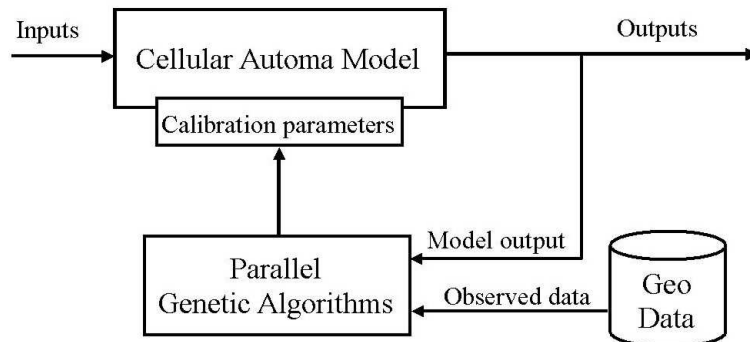 Inputs
Outputs
Cellular Automa Model
Calibration parameters
Model output
Parallel
Genetic Algorithms
Observed data
Geo
Data